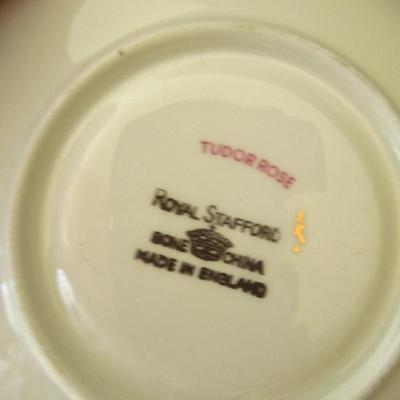 TUDOR ROSE
ROYAL STAFFORD
BONE CHINA
MADE IN ENGLAND